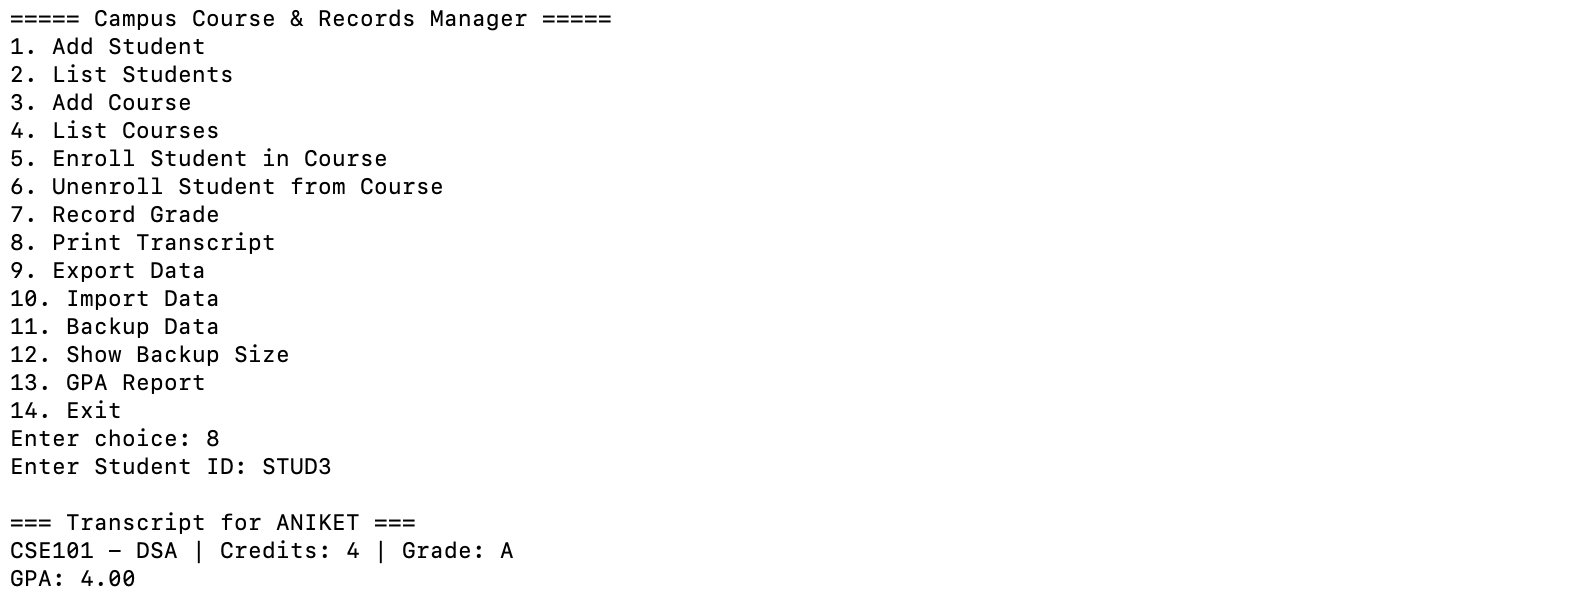 ===== Campus Course & Records Manager =====
1. Add Student
2. List Students
3. Add Course
4. List Courses
5. Enroll Student in Course
6. Unenroll Student from Course
7. Record Grade
8. Print Transcript
9. Export Data
10. Import Data
11. Backup Data
12. Show Backup Size
13. GPA Report
14. Exit
Enter choice: 8
Enter Student ID: STUD3

=== Transcript for ANIKET ===
CSE101 – DSA | Credits: 4 | Grade: A
GPA: 4.00